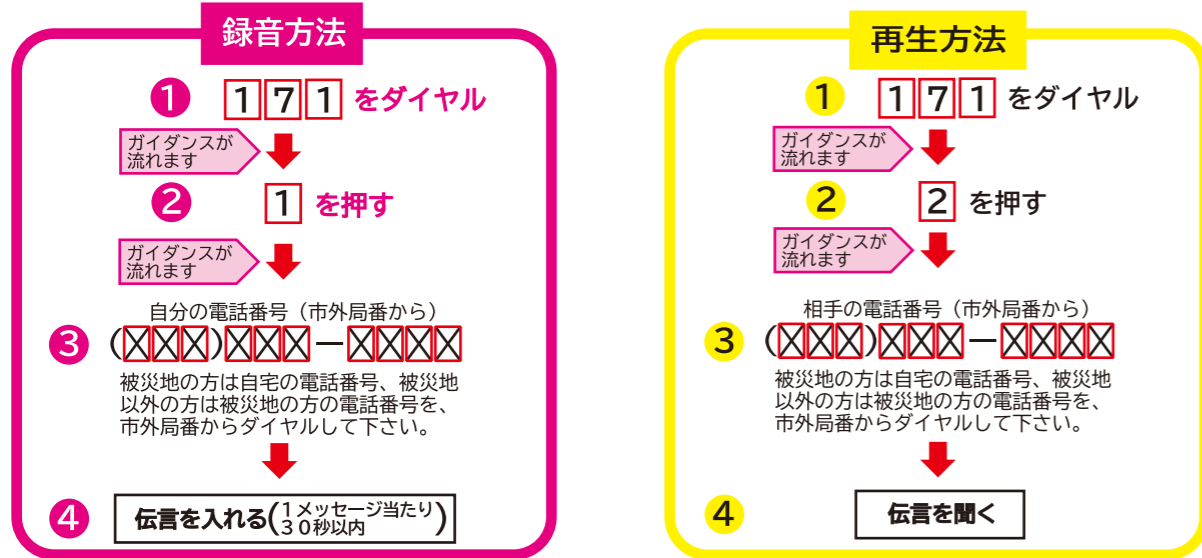 録音方法
❶ 171 をダイヤル
ガイダンスが
流れます
❷ 1 を押す
ガイダンスが
流れます
自分の電話番号（市外局番から）
❸ (XXX)XXX－XXXX
被災地の方は自宅の電話番号、被災地
以外の方は被災地の方の電話番号を、
市外局番からダイヤルして下さい。
❹ 伝言を入れる(1メッセージ当たり
30秒以内)
再生方法
❶ 171 をダイヤル
ガイダンスが
流れます
❷ 2 を押す
ガイダンスが
流れます
相手の電話番号（市外局番から）
❸ (XXX)XXX－XXXX
被災地の方は自宅の電話番号、被災地
以外の方は被災地の方の電話番号を、
市外局番からダイヤルして下さい。
❹ 伝言を聞く